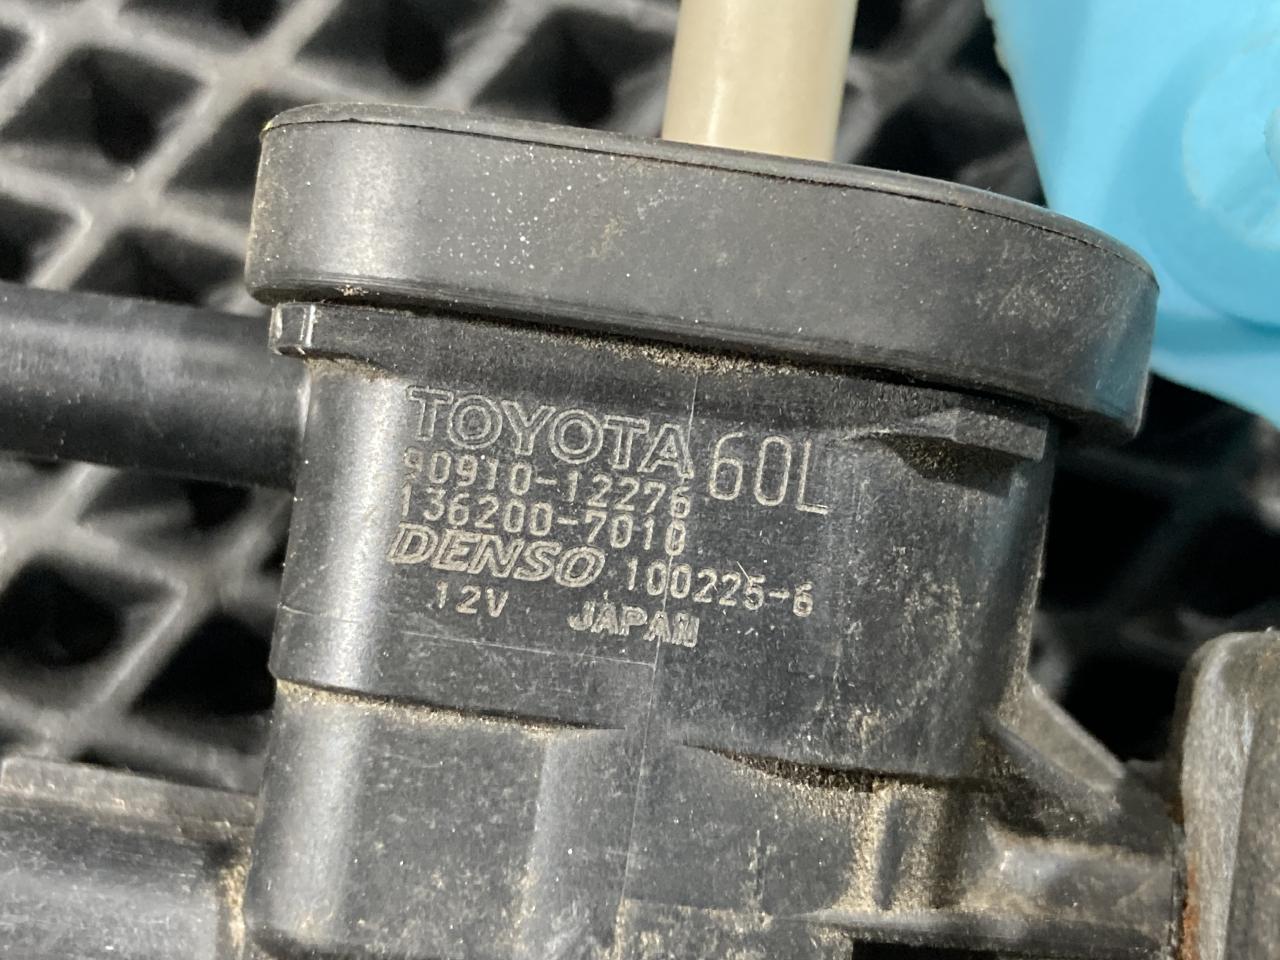 TOYOTA 60L
90910-12276
136200-7010
DENSO 100225-6
12V JAPAN